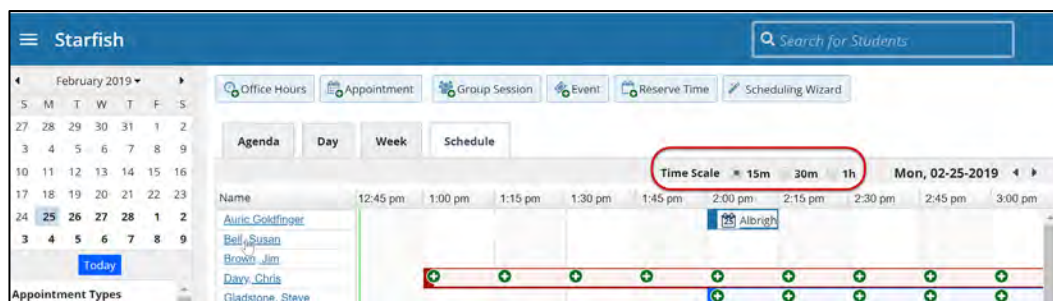 Starfish
Search for Students
February 2019
S M T W T F S
27 28 29 30 31 1 2
3 4 5 6 7 8 9
10 11 12 13 14 15 16
17 18 19 20 21 22 23
24 25 26 27 28 1 2
3 4 5 6 7 8 9
Today
Appointment Types
Office Hours Appointment Group Session Event Reserve Time Scheduling Wizard
Agenda Day Week Schedule
Time Scale 15m 30m 1h Mon, 02-25-2019
Name 12:45 pm 1:00 pm 1:15 pm 1:30 pm 1:45 pm 2:00 pm 2:15 pm 2:30 pm 2:45 pm 3:00 pm
Auric Goldfinger Albrigh
Bell, Susan
Brown, Jim
Davy, Chris
Gladstone, Steve